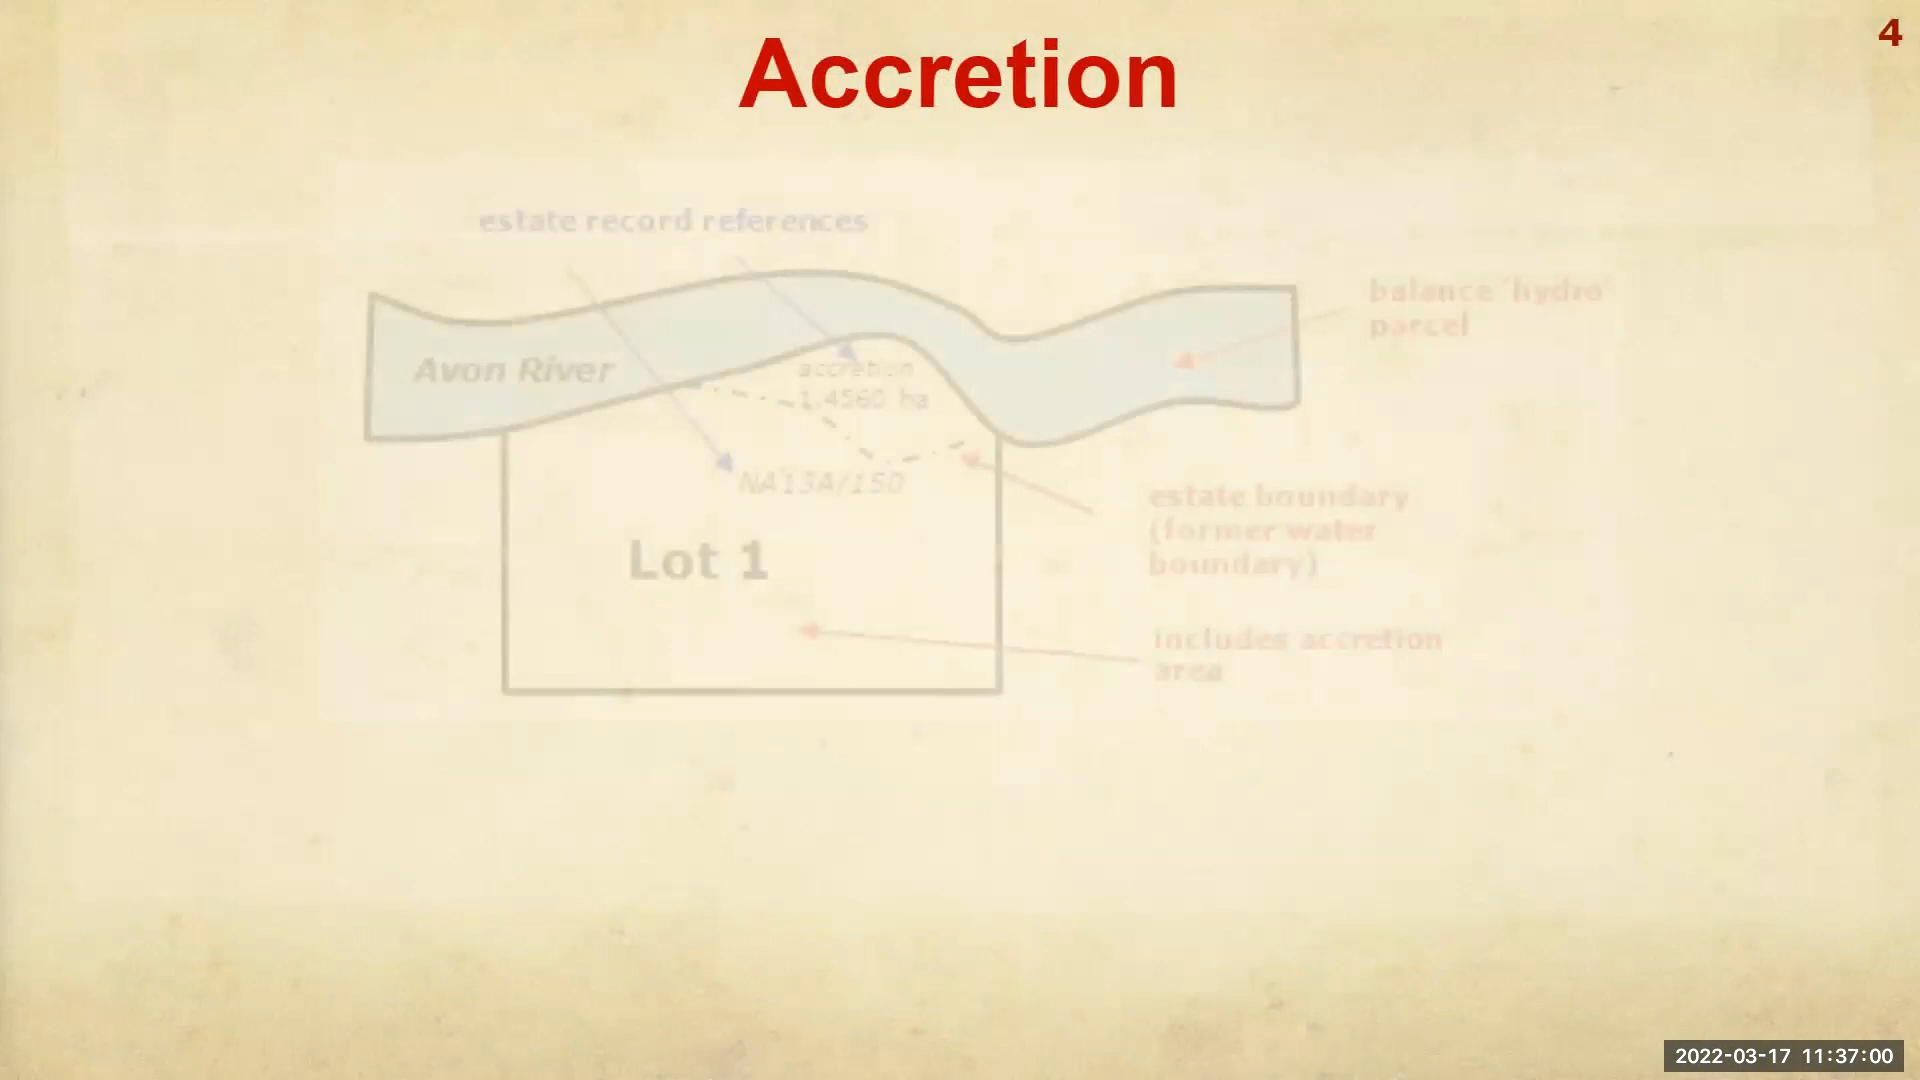 Accretion
4
estate record references
balance 'hydro'
parcel
Avon River
accretion
1.4560 ha
NA13A/150
estate boundary
(former water
boundary)
Lot 1
includes accretion
area
2022-03-17 11:37:00